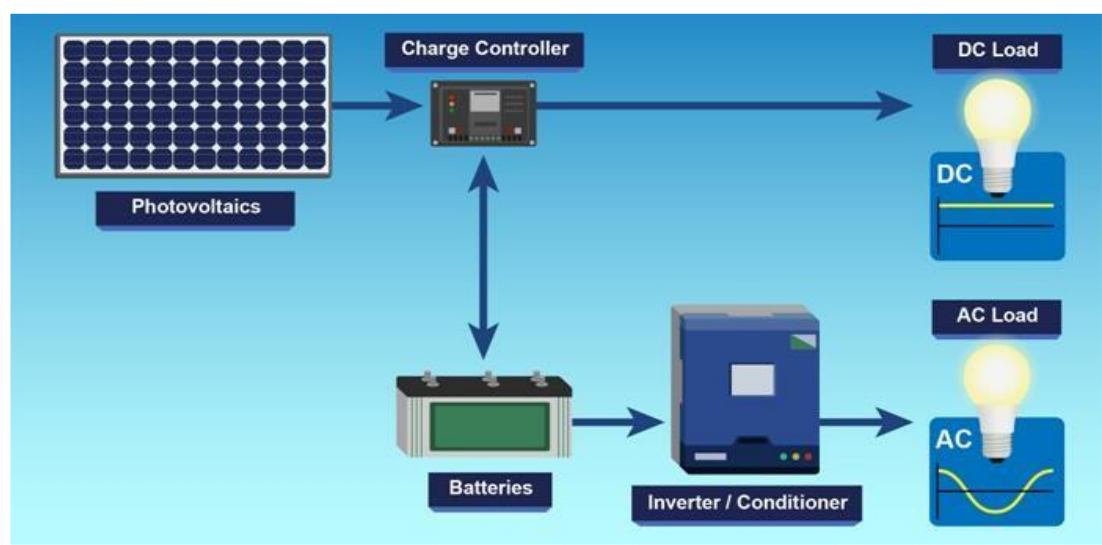 Charge Controller
DC Load
Photovoltaics
DC
AC Load
AC
Batteries
Inverter / Conditioner